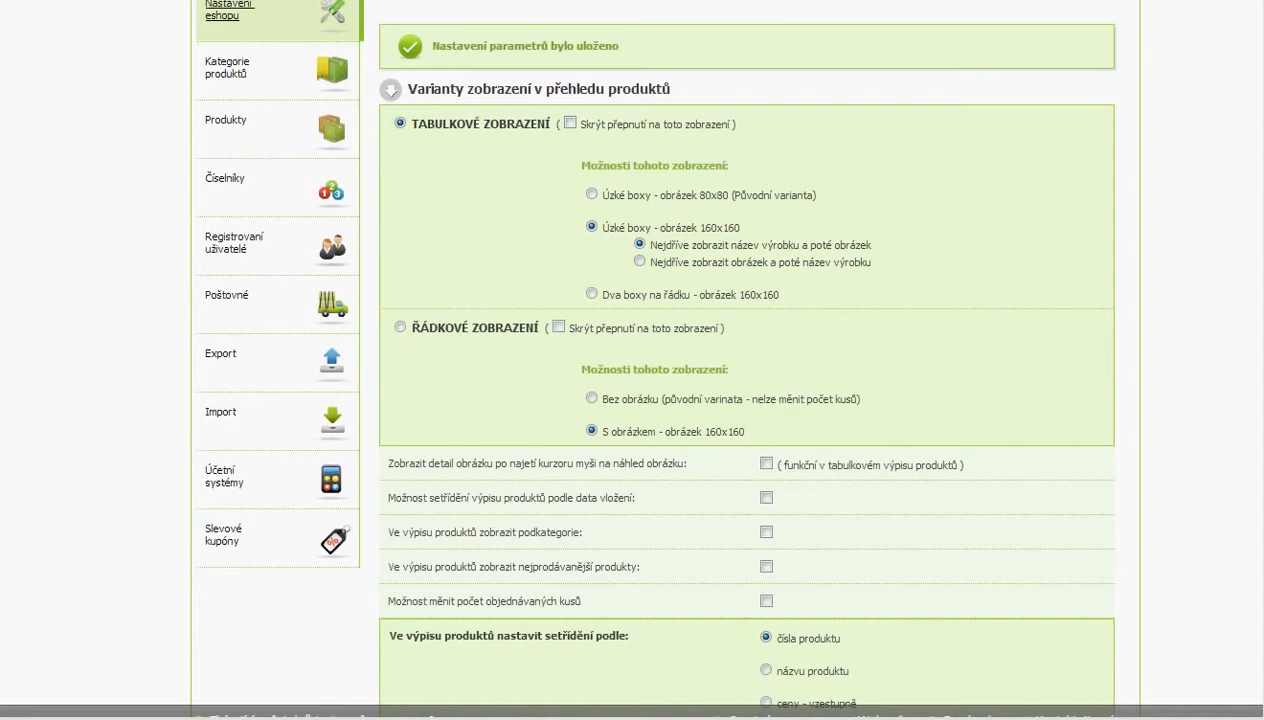 Nastavení
eshopu
Nastavení parametrů bylo uloženo
Kategorie
produktů
Varianty zobrazení v přehledu produktů
TABULKOVÉ ZOBRAZENÍ ( Skrýt přepnutí na toto zobrazení )
Produkty
Možnosti tohoto zobrazení:
Číselníky
Úzké boxy - obrázek 80x80 (Původní varianta)
Úzké boxy - obrázek 160x160
Registrovaní
uživatelé
Nejdříve zobrazit název výrobku a poté obrázek
Nejdříve zobrazit obrázek a poté název výrobku
Poštovné
Dva boxy na řádku - obrázek 160x160
ŘÁDKOVÉ ZOBRAZENÍ ( Skrýt přepnutí na toto zobrazení )
Export
Možnosti tohoto zobrazení:
Bez obrázku (původní varinata - nelze měnit počet kusů)
Import
S obrázkem - obrázek 160x160
Účetní
systémy
Zobrazit detail obrázku po najetí kurzoru myši na náhled obrázku: ( funkční v tabulkovém výpisu produktů )
Možnost setřídění výpisu produktů podle data vložení:
Slevové
kupóny
Ve výpisu produktů zobrazit podkategorie:
Ve výpisu produktů zobrazit nejprodávanější produkty:
Možnost měnit počet objednávaných kusů
Ve výpisu produktů nastavit setřídění podle: čísla produktu
názvu produktu
ceny - vzestupně